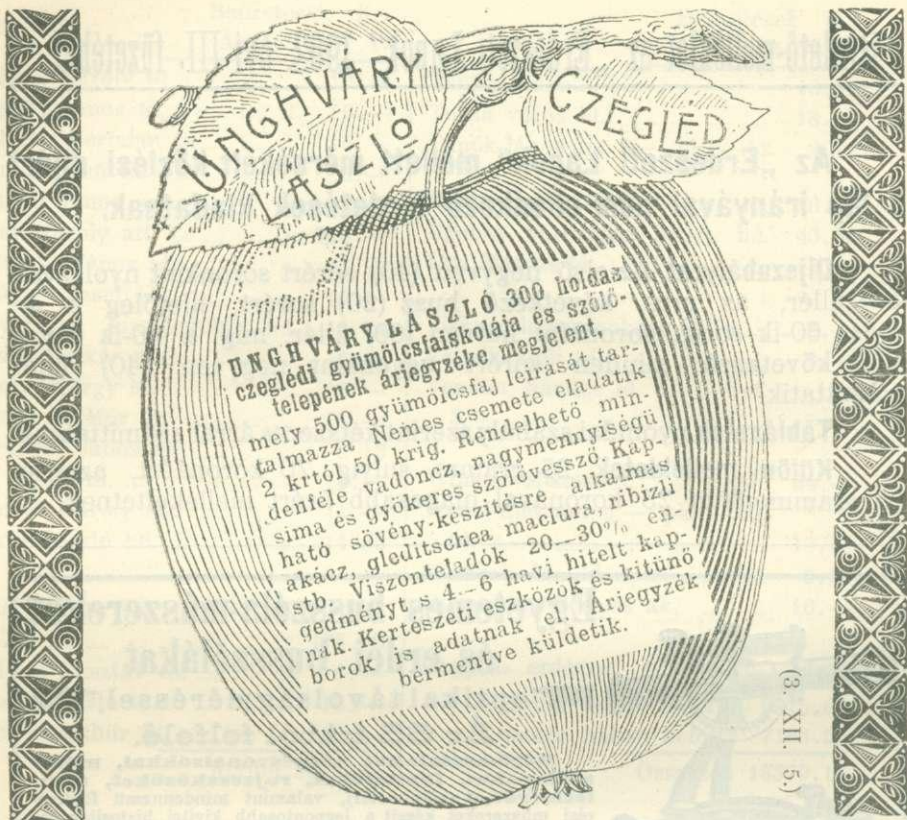 UNGHVÁRY
LÁSZLÓ
CZEGLÉD
UNGHVÁRY LÁSZLÓ 300 holdas
czeglédi gyümölcsfaiskolája és szőlő-
telepének árjegyzéke megjelent,
mely 500 gyümölcsfaj leirását tar-
talmazza Nemes csemete eladatik
2 krtól 50 krig. Rendelhető min-
denféle vadoncz, nagymennyiségü
sima és gyökeres szőlővessző. Kap-
ható sövény-készitésre alkalmas
akácz, gleditschea maclura, ribizli
stb. Viszonteladók 20—30% en-
gedményt s 4—6 havi hitelt kap-
nak. Kertészeti eszközök és kitünő
borok is adatnak el. Árjegyzék
bérmentve küldetik.
(3. XII. 5.)